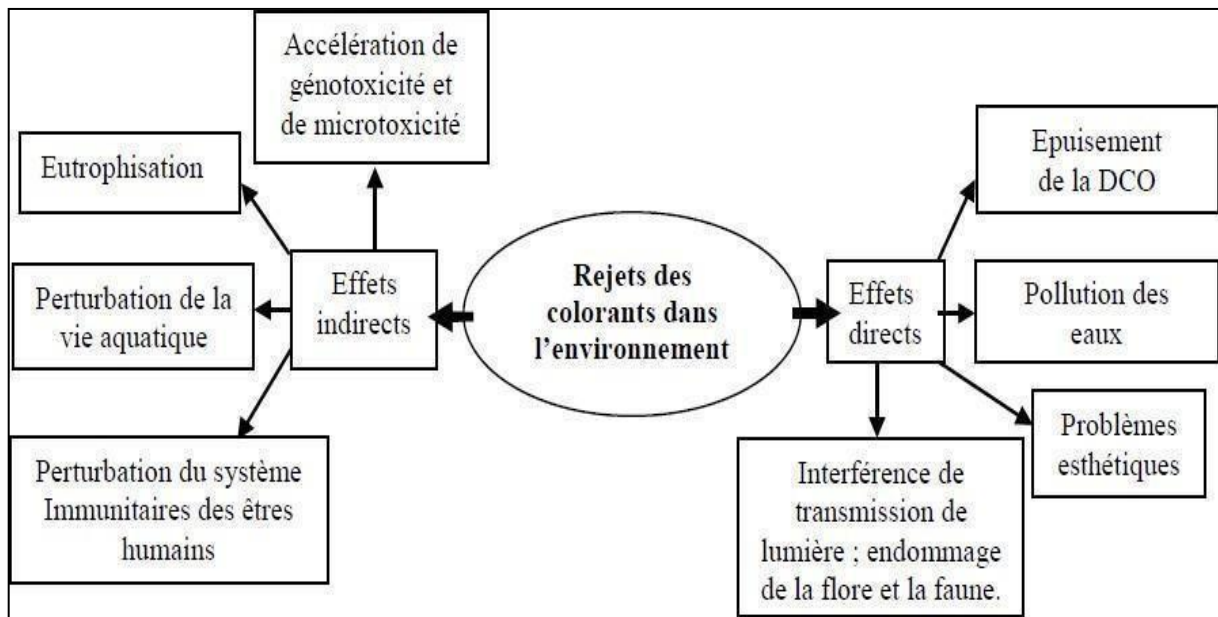 Accélération de
génotoxicité et
de microtoxicité
Eutrophisation
Perturbation de la
vie aquatique
Perturbation du système
Immunitaires des êtres
humains
Effets
indirects
Rejets des
colorants dans
l'environnement
Effets
directs
Epuisement
de la DCO
Pollution des
eaux
Problèmes
esthétiques
Interférence de
transmission de
lumière ; endommage
de la flore et la faune.